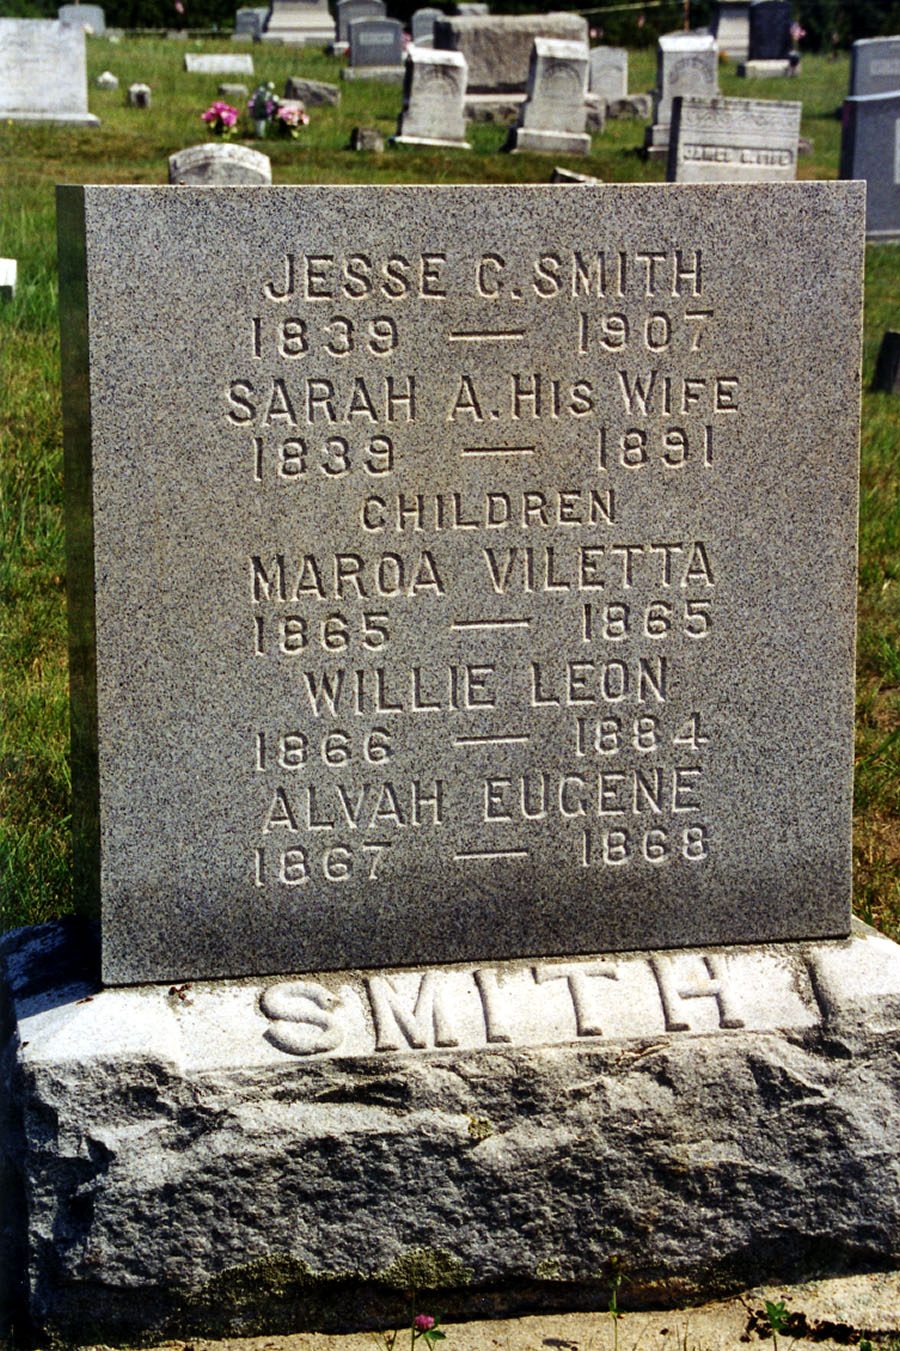 JESSE C. SMITH
1839 — 1907
SARAH A. HIS WIFE
1839 — 1891
CHILDREN
MAROA VILETTA
1865 — 1865
WILLIE LEON
1866 — 1884
ALVAH EUGENE
1867 — 1868
SMITH